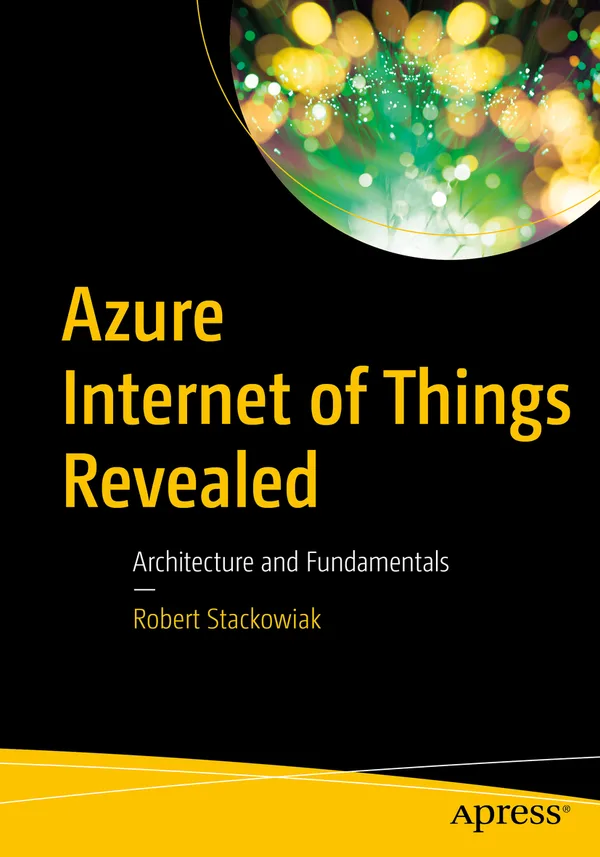 Azure
Internet of Things
Revealed
Architecture and Fundamentals
—
Robert Stackowiak
Apress®